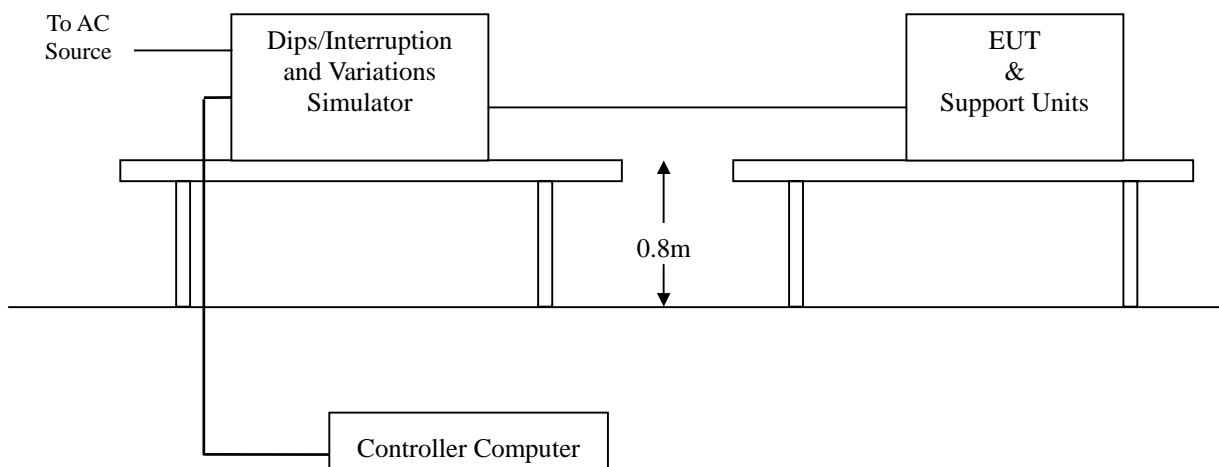 To AC
Source
Dips/Interruption
and Variations
Simulator
EUT
&
Support Units
0.8m
Controller Computer